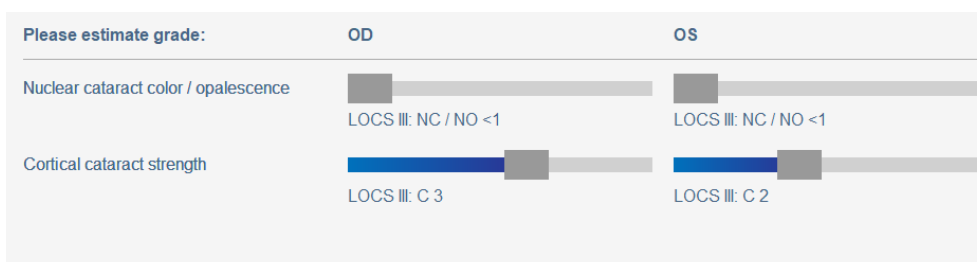 Please estimate grade: OD OS
Nuclear cataract color / opalescence
LOCS III: NC / NO <1 LOCS III: NC / NO <1
Cortical cataract strength
LOCS III: C 3 LOCS III: C 2